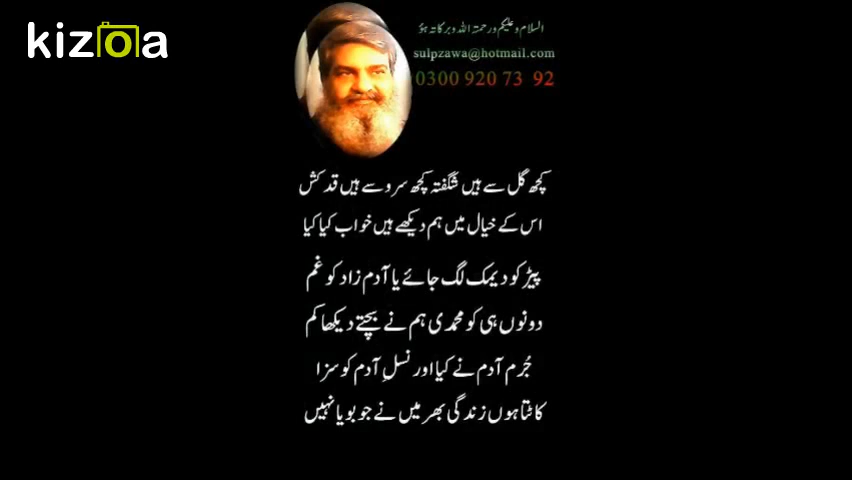 kizoa
السلام و علیکم ورحمتہ اللہ وبرکاتہ ہؤ
sulpzawa@hotmail.com
0300 920 73 92
کچھ گل سے ہیں شگفتہ کچھ سرو سے ہیں قد کش
اس کے خیال میں ہم دیکھے ہیں خواب کیا کیا
پیڑ کو دیمک لگ جائے یا آدم زاد کو غم
دونوں ہی کو محمدی ہم نے بچتے دیکھا کم
جُرم آدم نے کیا اور نسلِ آدم کو سزا
کاٹتا ہوں زندگی بھر میں نے جو بویا نہیں